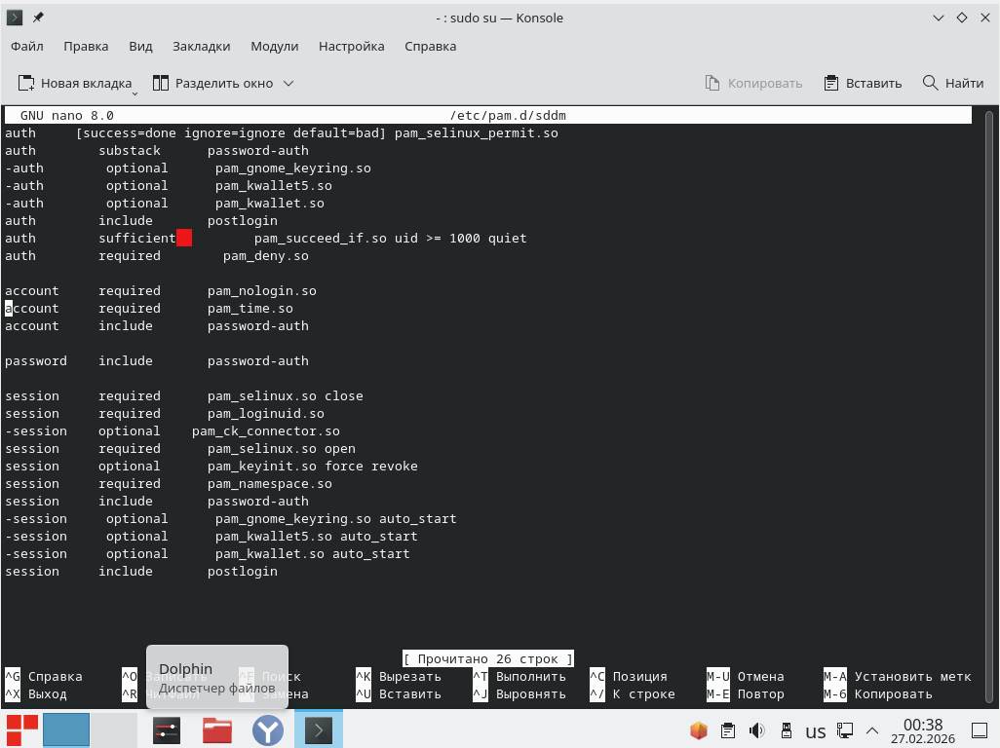 - : sudo su — Konsole
Файл Правка Вид Закладки Модули Настройка Справка
Новая вкладка Разделить окно Копировать Вставить Найти
GNU nano 8.0 /etc/pam.d/sddm
auth [success=done ignore=ignore default=bad] pam_selinux_permit.so
auth substack password-auth
-auth optional pam_gnome_keyring.so
-auth optional pam_kwallet5.so
-auth optional pam_kwallet.so
auth include postlogin
auth sufficient pam_succeed_if.so uid >= 1000 quiet
auth required pam_deny.so
account required pam_nologin.so
account required pam_time.so
account include password-auth
password include password-auth
session required pam_selinux.so close
session required pam_loginuid.so
-session optional pam_ck_connector.so
session required pam_selinux.so open
session optional pam_keyinit.so force revoke
session required pam_namespace.so
session include password-auth
-session optional pam_gnome_keyring.so auto_start
-session optional pam_kwallet5.so auto_start
-session optional pam_kwallet.so auto_start
session include postlogin
[ Прочитано 26 строк ]
^G Справка ^O Записать ^F Поиск ^K Вырезать ^T Выполнить ^C Позиция M-U Отмена M-A Установить метк
^X Выход ^R ЧитФайл ^\ Замена ^U Вставить ^J Выровнять ^/ К строке M-E Повтор M-6 Копировать
Dolphin
Диспетчер файлов
us 00:38
27.02.2026